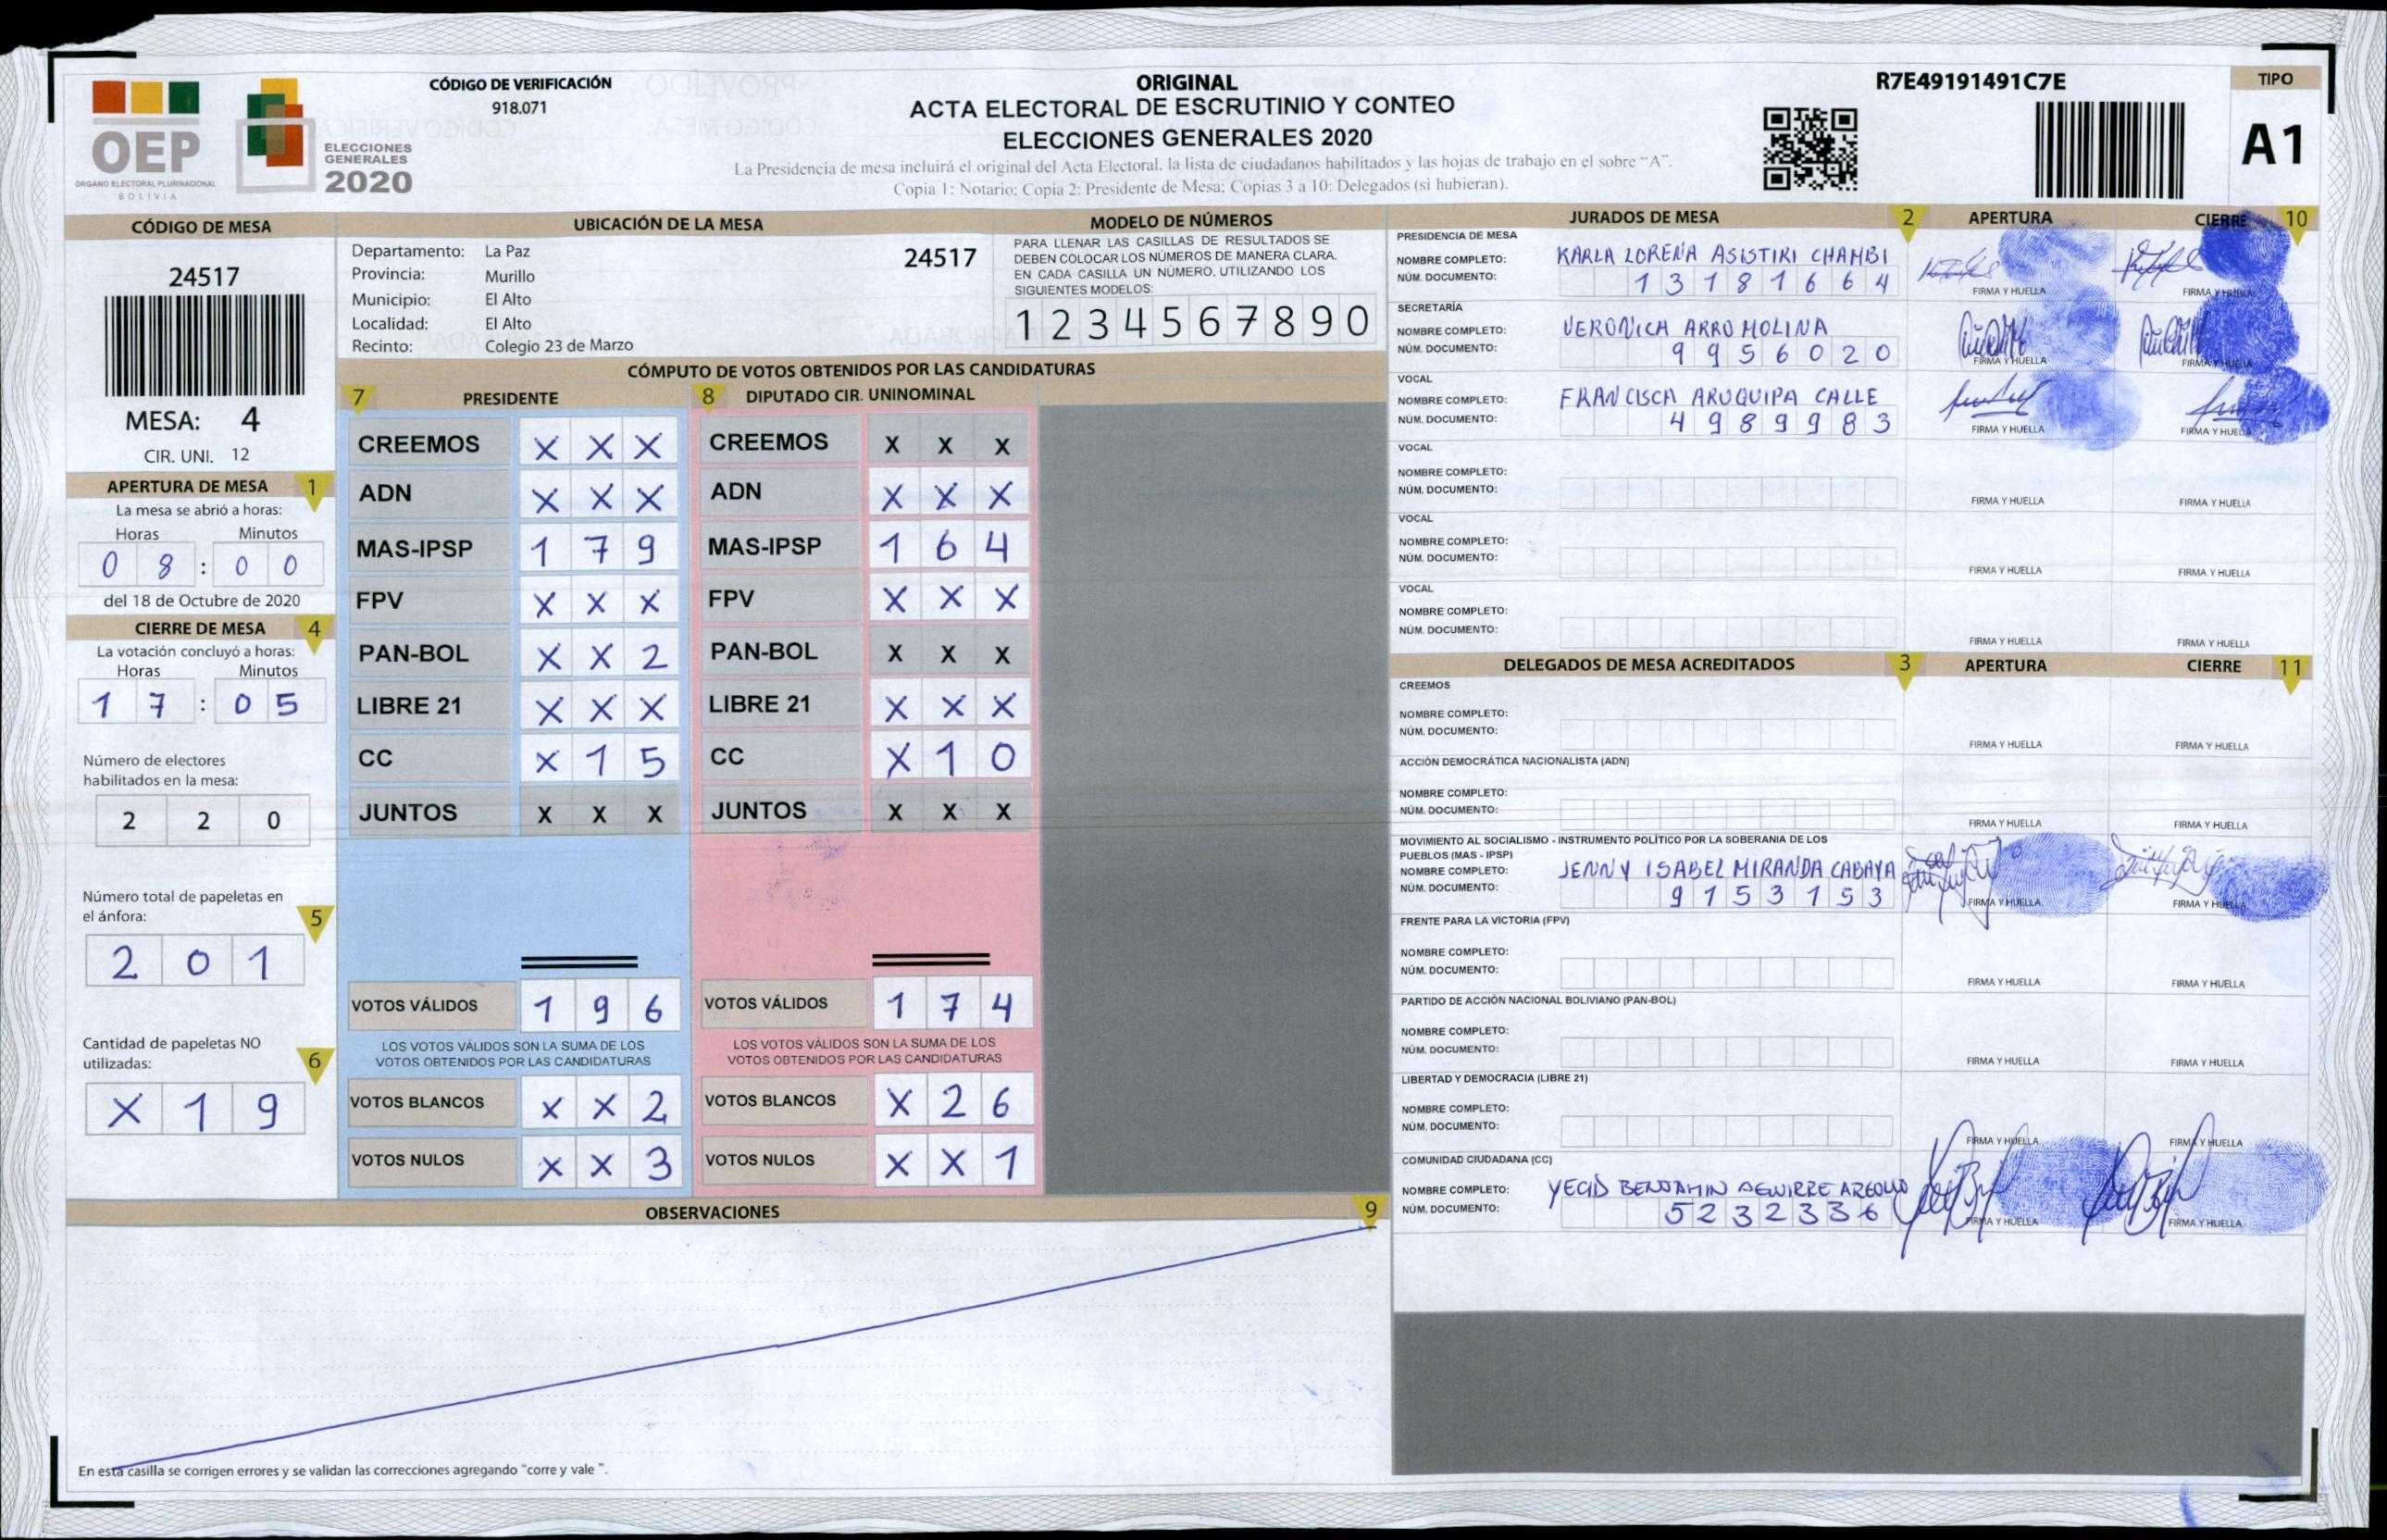 CÓDIGO DE VERIFICACIÓN
918.071
OEP
ÓRGANO ELECTORAL PLURINACIONAL
BOLIVIA
ELECCIONES
GENERALES
2020
ORIGINAL
ACTA ELECTORAL DE ESCRUTINIO Y CONTEO
ELECCIONES GENERALES 2020
La Presidencia de mesa incluirá el original del Acta Electoral, la lista de ciudadanos habilitados y las hojas de trabajo en el sobre "A".
Copia 1: Notario; Copia 2: Presidente de Mesa; Copias 3 a 10: Delegados (si hubieran).
R7E49191491C7E
TIPO
A1
CÓDIGO DE MESA
24517
MESA: 4
CIR. UNI. 12
APERTURA DE MESA 1
La mesa se abrió a horas:
Horas Minutos
0 8 : 0 0
del 18 de Octubre de 2020
CIERRE DE MESA 4
La votación concluyó a horas:
Horas Minutos
1 7 : 0 5
Número de electores
habilitados en la mesa:
2 2 0
Número total de papeletas en
el ánfora: 5
2 0 1
Cantidad de papeletas NO
utilizadas: 6
X 1 9
UBICACIÓN DE LA MESA
Departamento: La Paz
24517
Provincia: Murillo
Municipio: El Alto
Localidad: El Alto
Recinto: Colegio 23 de Marzo
MODELO DE NÚMEROS
PARA LLENAR LAS CASILLAS DE RESULTADOS SE
DEBEN COLOCAR LOS NÚMEROS DE MANERA CLARA.
EN CADA CASILLA UN NÚMERO, UTILIZANDO LOS
SIGUIENTES MODELOS:
1 2 3 4 5 6 7 8 9 0
CÓMPUTO DE VOTOS OBTENIDOS POR LAS CANDIDATURAS
7 PRESIDENTE
CREEMOS X X X
ADN X X X
MAS-IPSP 1 7 9
FPV X X X
PAN-BOL X X 2
LIBRE 21 X X X
CC X 1 5
JUNTOS X X X
VOTOS VÁLIDOS 1 9 6
LOS VOTOS VÁLIDOS SON LA SUMA DE LOS
VOTOS OBTENIDOS POR LAS CANDIDATURAS
VOTOS BLANCOS X X 2
VOTOS NULOS X X 3
8 DIPUTADO CIR. UNINOMINAL
CREEMOS X X X
ADN X X X
MAS-IPSP 1 6 4
FPV X X X
PAN-BOL X X X
LIBRE 21 X X X
CC X 1 0
JUNTOS X X X
VOTOS VÁLIDOS 1 7 4
LOS VOTOS VÁLIDOS SON LA SUMA DE LOS
VOTOS OBTENIDOS POR LAS CANDIDATURAS
VOTOS BLANCOS X 2 6
VOTOS NULOS X X 1
OBSERVACIONES 9
En esta casilla se corrigen errores y se validan las correcciones agregando "corre y vale ".
JURADOS DE MESA 2 APERTURA CIERRE 10
PRESIDENCIA DE MESA
NOMBRE COMPLETO: KARLA LORENA ASISTIRI CHAMBI
NÚM. DOCUMENTO: 1 3 1 8 1 6 6 4
FIRMA Y HUELLA FIRMA Y HUELLA
SECRETARÍA
NOMBRE COMPLETO: VERONICA ARRO MOLINA
NÚM. DOCUMENTO: 9 9 5 6 0 2 0
FIRMA Y HUELLA FIRMA Y HUELLA
VOCAL
NOMBRE COMPLETO: FRANCISCA ARUQUIPA CALLE
NÚM. DOCUMENTO: 4 9 8 9 9 8 3
FIRMA Y HUELLA FIRMA Y HUELLA
VOCAL
NOMBRE COMPLETO:
NÚM. DOCUMENTO:
FIRMA Y HUELLA FIRMA Y HUELLA
VOCAL
NOMBRE COMPLETO:
NÚM. DOCUMENTO:
FIRMA Y HUELLA FIRMA Y HUELLA
VOCAL
NOMBRE COMPLETO:
NÚM. DOCUMENTO:
FIRMA Y HUELLA FIRMA Y HUELLA
DELEGADOS DE MESA ACREDITADOS 3 APERTURA CIERRE 11
CREEMOS
NOMBRE COMPLETO:
NÚM. DOCUMENTO:
FIRMA Y HUELLA FIRMA Y HUELLA
ACCIÓN DEMOCRÁTICA NACIONALISTA (ADN)
NOMBRE COMPLETO:
NÚM. DOCUMENTO:
FIRMA Y HUELLA FIRMA Y HUELLA
MOVIMIENTO AL SOCIALISMO - INSTRUMENTO POLÍTICO POR LA SOBERANIA DE LOS
PUEBLOS (MAS - IPSP)
NOMBRE COMPLETO: JENNY ISABEL MIRANDA CABAYA
NÚM. DOCUMENTO: 9 1 5 3 1 5 3
FIRMA Y HUELLA FIRMA Y HUELLA
FRENTE PARA LA VICTORIA (FPV)
NOMBRE COMPLETO:
NÚM. DOCUMENTO:
FIRMA Y HUELLA FIRMA Y HUELLA
PARTIDO DE ACCIÓN NACIONAL BOLIVIANO (PAN-BOL)
NOMBRE COMPLETO:
NÚM. DOCUMENTO:
FIRMA Y HUELLA FIRMA Y HUELLA
LIBERTAD Y DEMOCRACIA (LIBRE 21)
NOMBRE COMPLETO:
NÚM. DOCUMENTO:
FIRMA Y HUELLA FIRMA Y HUELLA
COMUNIDAD CIUDADANA (CC)
NOMBRE COMPLETO: YECID BENJAMIN AGUIRRE
NÚM. DOCUMENTO: 5 2 3 2 3 3 6
FIRMA Y HUELLA FIRMA Y HUELLA